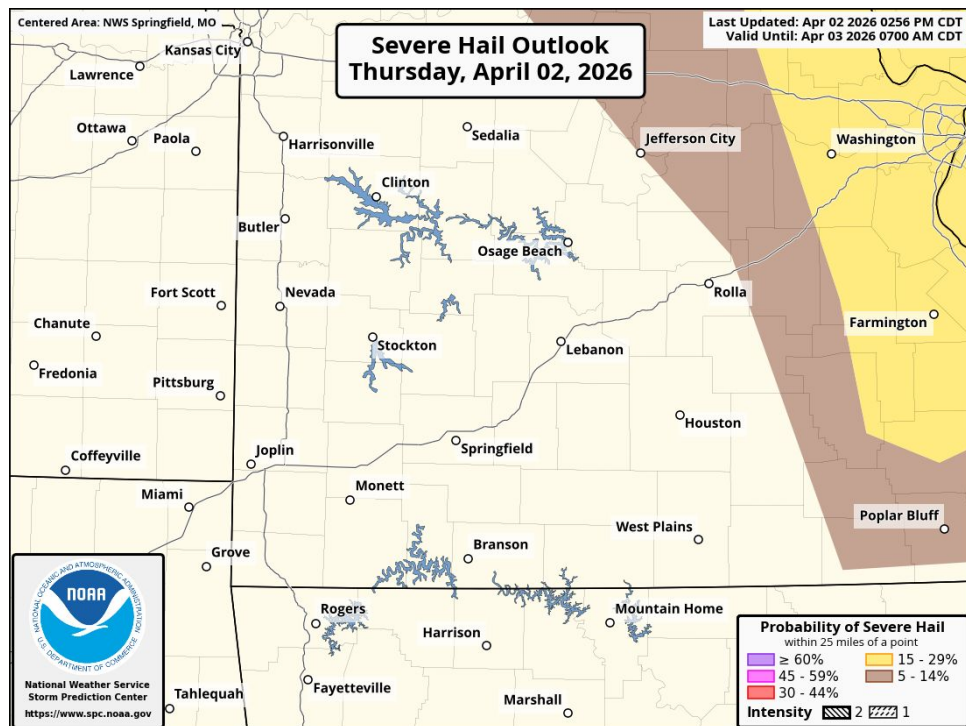 Centered Area: NWS Springfield, MO
Last Updated: Apr 02 2026 0256 PM CDT
Valid Until: Apr 03 2026 0700 AM CDT
Severe Hail Outlook
Thursday, April 02, 2026
Kansas City
Lawrence
Ottawa
Paola
Harrisonville
Sedalia
Jefferson City
Washington
Clinton
Butler
Osage Beach
Fort Scott
Nevada
Rolla
Chanute
Stockton
Lebanon
Farmington
Fredonia
Pittsburg
Houston
Coffeyville
Joplin
Springfield
Miami
Monett
West Plains
Poplar Bluff
Grove
Branson
Rogers
Harrison
Mountain Home
Tahlequah
Fayetteville
Marshall
NATIONAL OCEANIC AND ATMOSPHERIC ADMINISTRATION
NOAA
U.S. DEPARTMENT OF COMMERCE
National Weather Service
Storm Prediction Center
https://www.spc.noaa.gov
Probability of Severe Hail
within 25 miles of a point
≥ 60% 15 - 29%
45 - 59% 5 - 14%
30 - 44%
Intensity 2 1